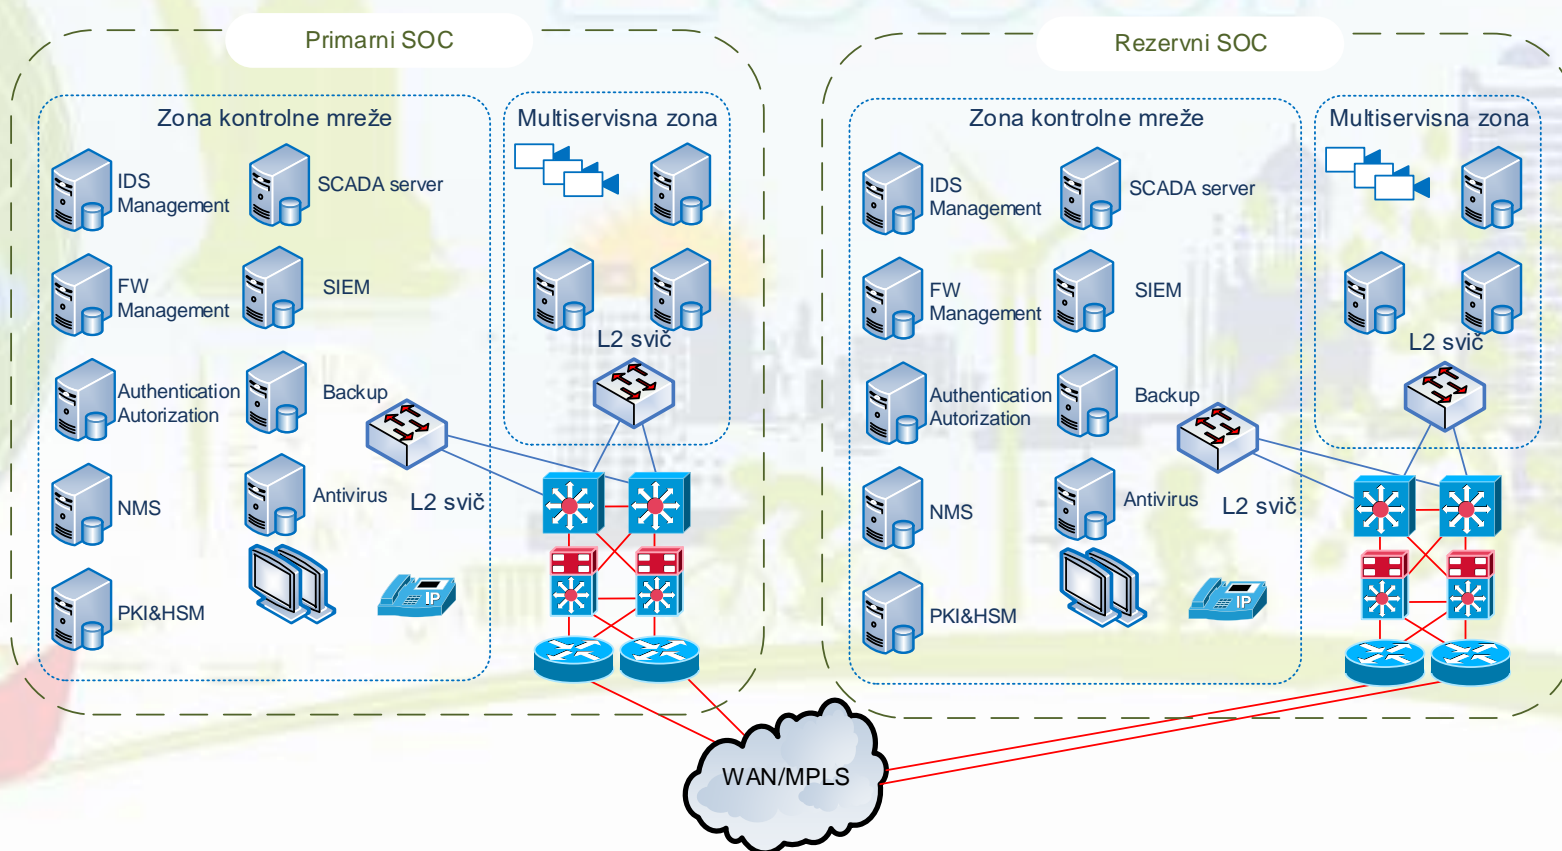 Primarni SOC
Zona kontrolne mreže
Multiservisna zona
IDS
Management
SCADA server
FW
Management
SIEM
L2 svič
Authentication
Autorization
Backup
L2 svič
NMS
Antivirus
PKI&HSM
IP
Rezervni SOC
Zona kontrolne mreže
Multiservisna zona
IDS
Management
SCADA server
FW
Management
SIEM
L2 svič
Authentication
Autorization
Backup
L2 svič
NMS
Antivirus
PKI&HSM
IP
WAN/MPLS